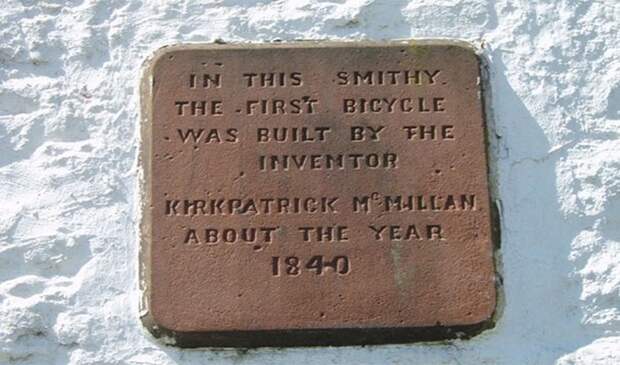 IN THIS SMITHY
THE FIRST BICYCLE
WAS BUILT BY THE
INVENTOR
KIRKPATRICK McMILLAN
ABOUT THE YEAR
1840